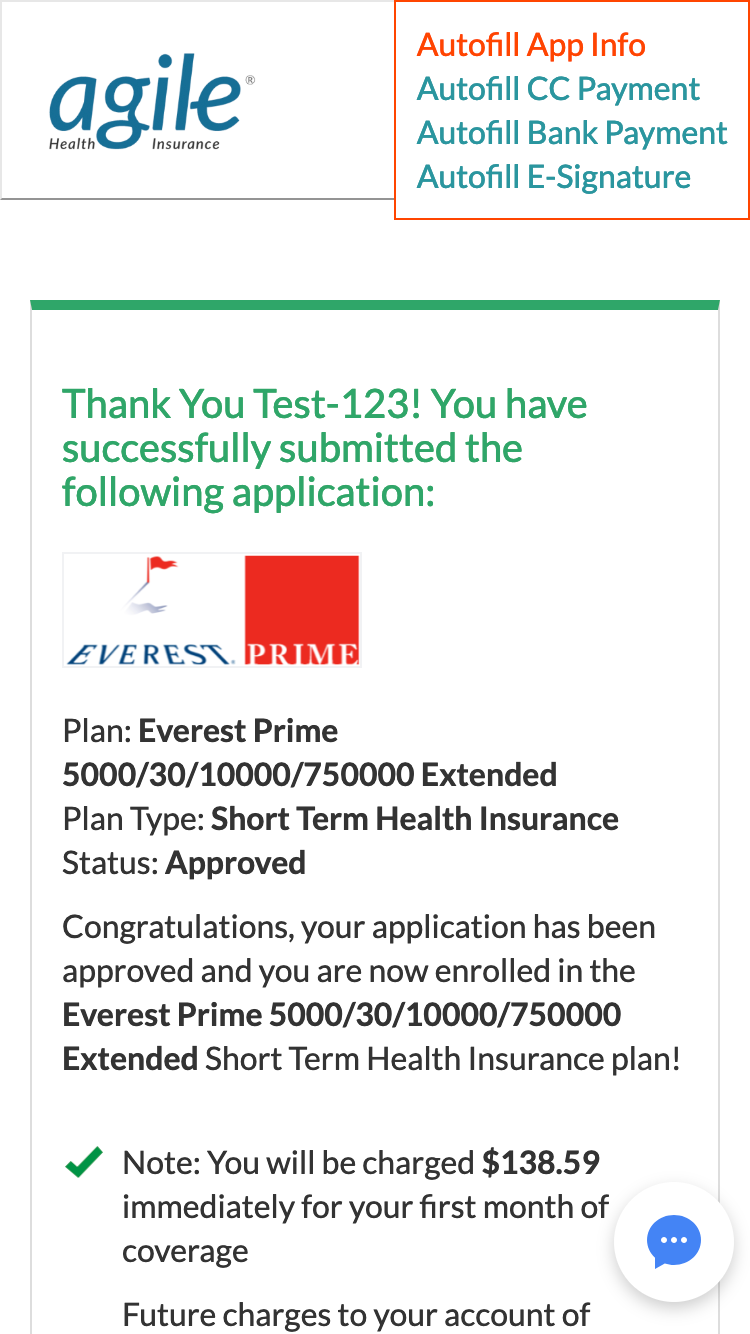 agile®
Health Insurance
Autofill App Info
Autofill CC Payment
Autofill Bank Payment
Autofill E-Signature
Thank You Test-123! You have
successfully submitted the
following application:
EVEREST. PRIME
Plan: Everest Prime
5000/30/10000/750000 Extended
Plan Type: Short Term Health Insurance
Status: Approved
Congratulations, your application has been
approved and you are now enrolled in the
Everest Prime 5000/30/10000/750000
Extended Short Term Health Insurance plan!
Note: You will be charged $138.59
immediately for your first month of
coverage
Future charges to your account of